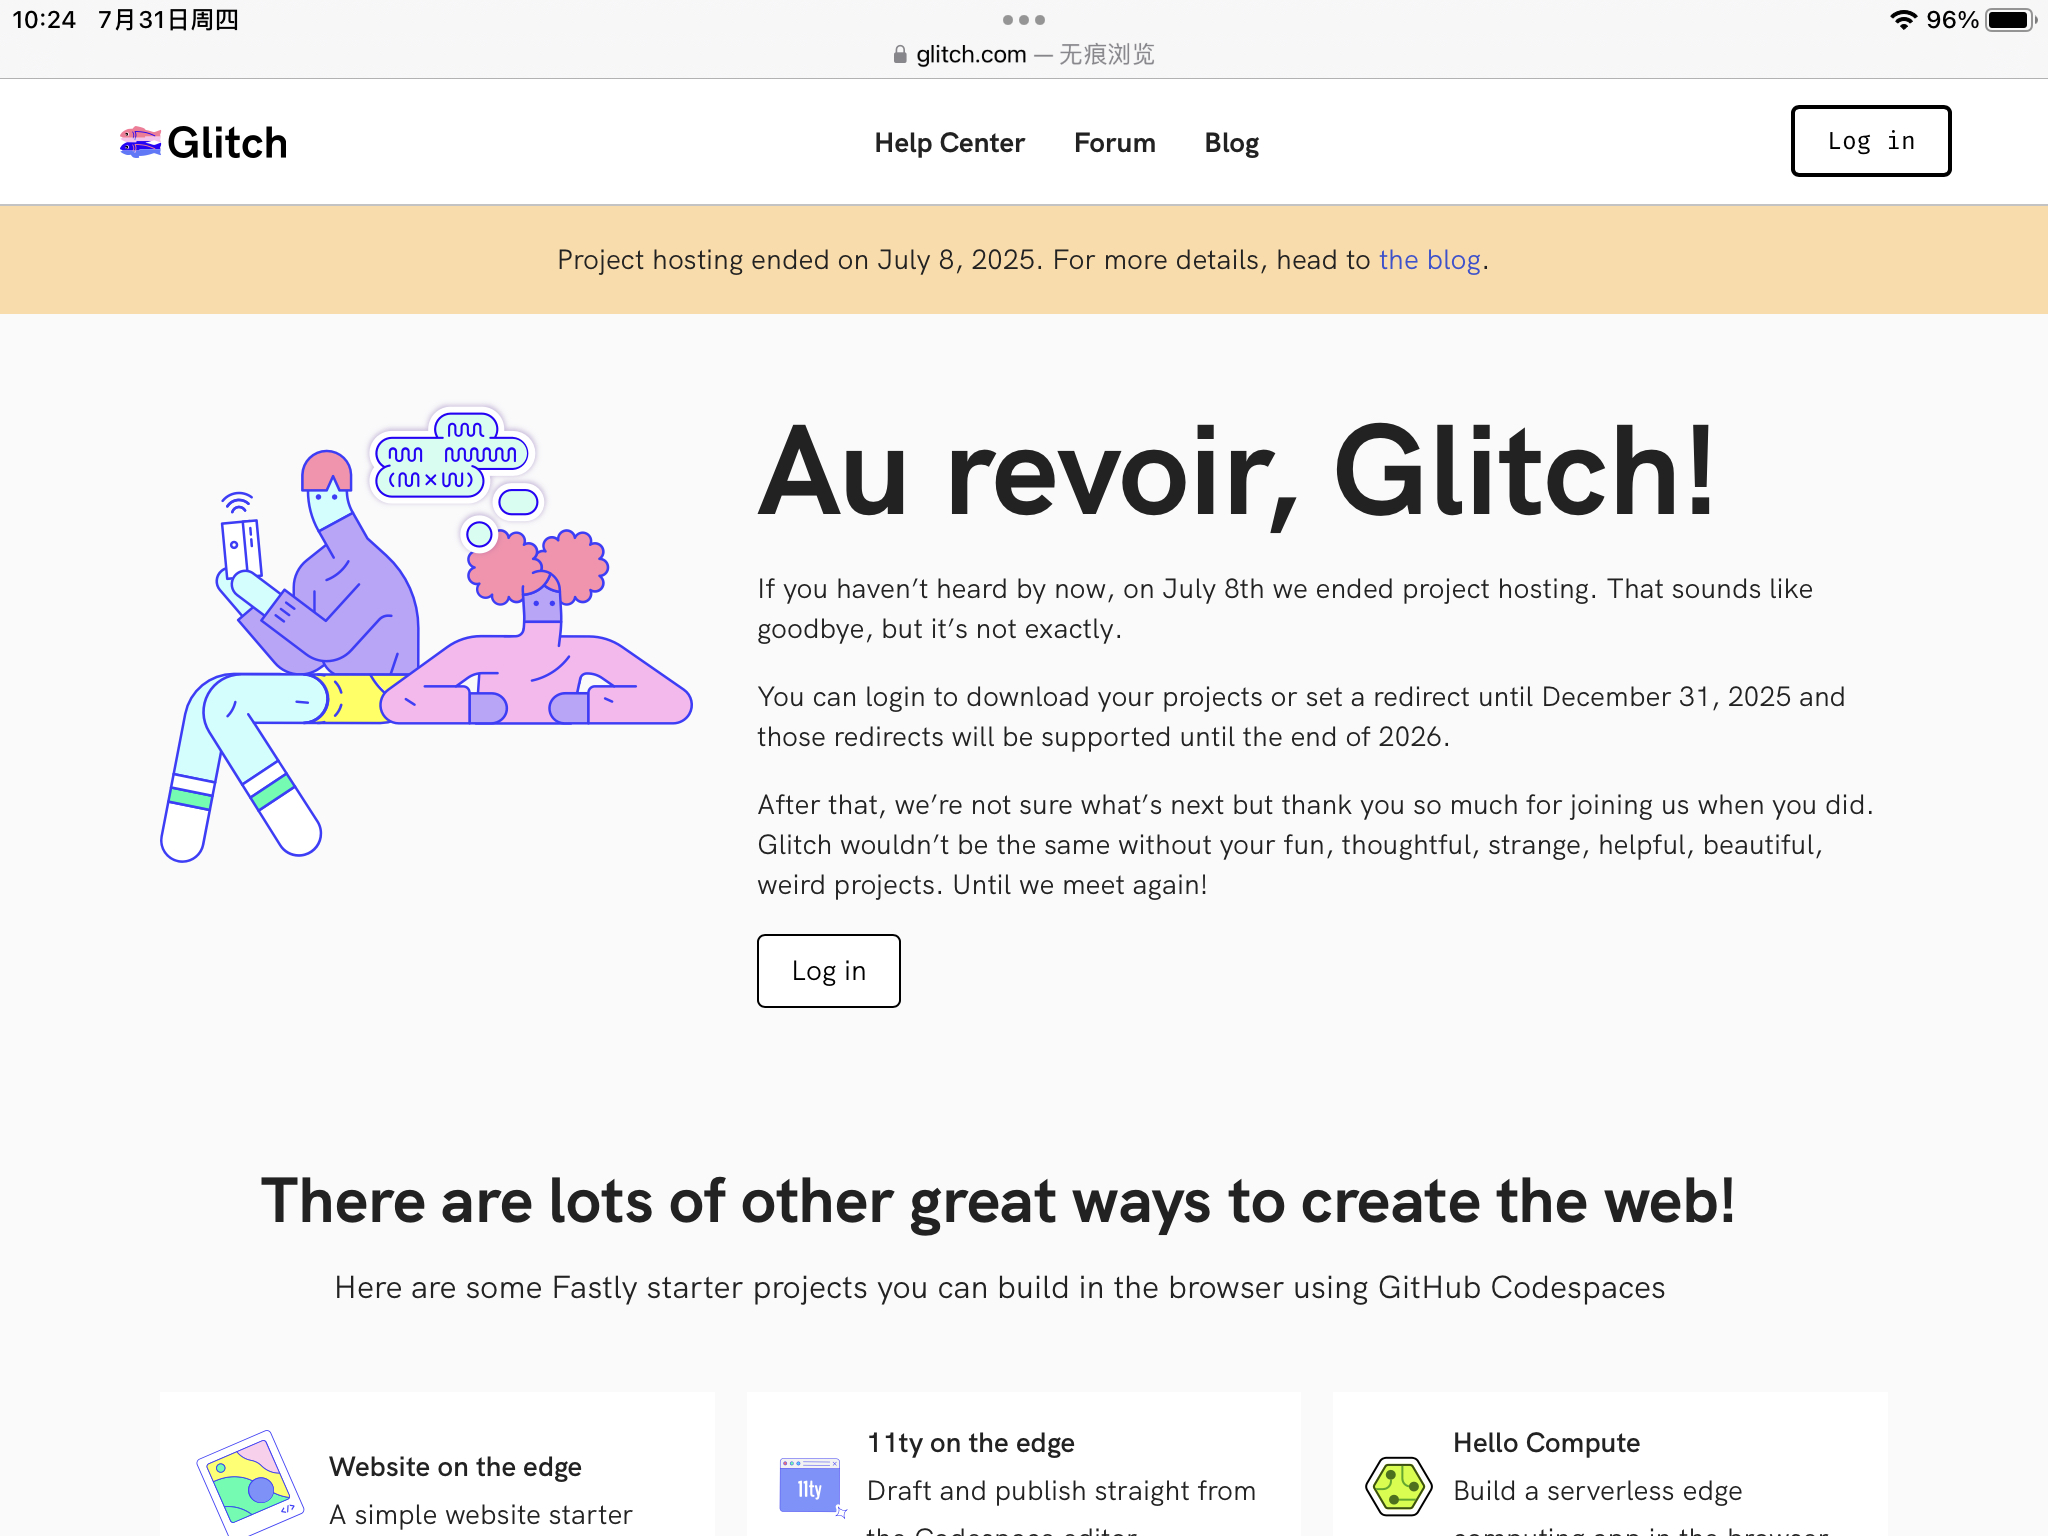 10:24 7月31日周四
96%
glitch.com — 无痕浏览
Glitch
Help Center
Forum
Blog
Log in
Project hosting ended on July 8, 2025. For more details, head to the blog.
Au revoir, Glitch!
If you haven’t heard by now, on July 8th we ended project hosting. That sounds like
goodbye, but it’s not exactly.
You can login to download your projects or set a redirect until December 31, 2025 and
those redirects will be supported until the end of 2026.
After that, we’re not sure what’s next but thank you so much for joining us when you did.
Glitch wouldn’t be the same without your fun, thoughtful, strange, helpful, beautiful,
weird projects. Until we meet again!
Log in
There are lots of other great ways to create the web!
Here are some Fastly starter projects you can build in the browser using GitHub Codespaces
</>
Website on the edge
A simple website starter
11ty
11ty on the edge
Draft and publish straight from
the Codespace editor
Hello Compute
Build a serverless edge
computing app in the browser